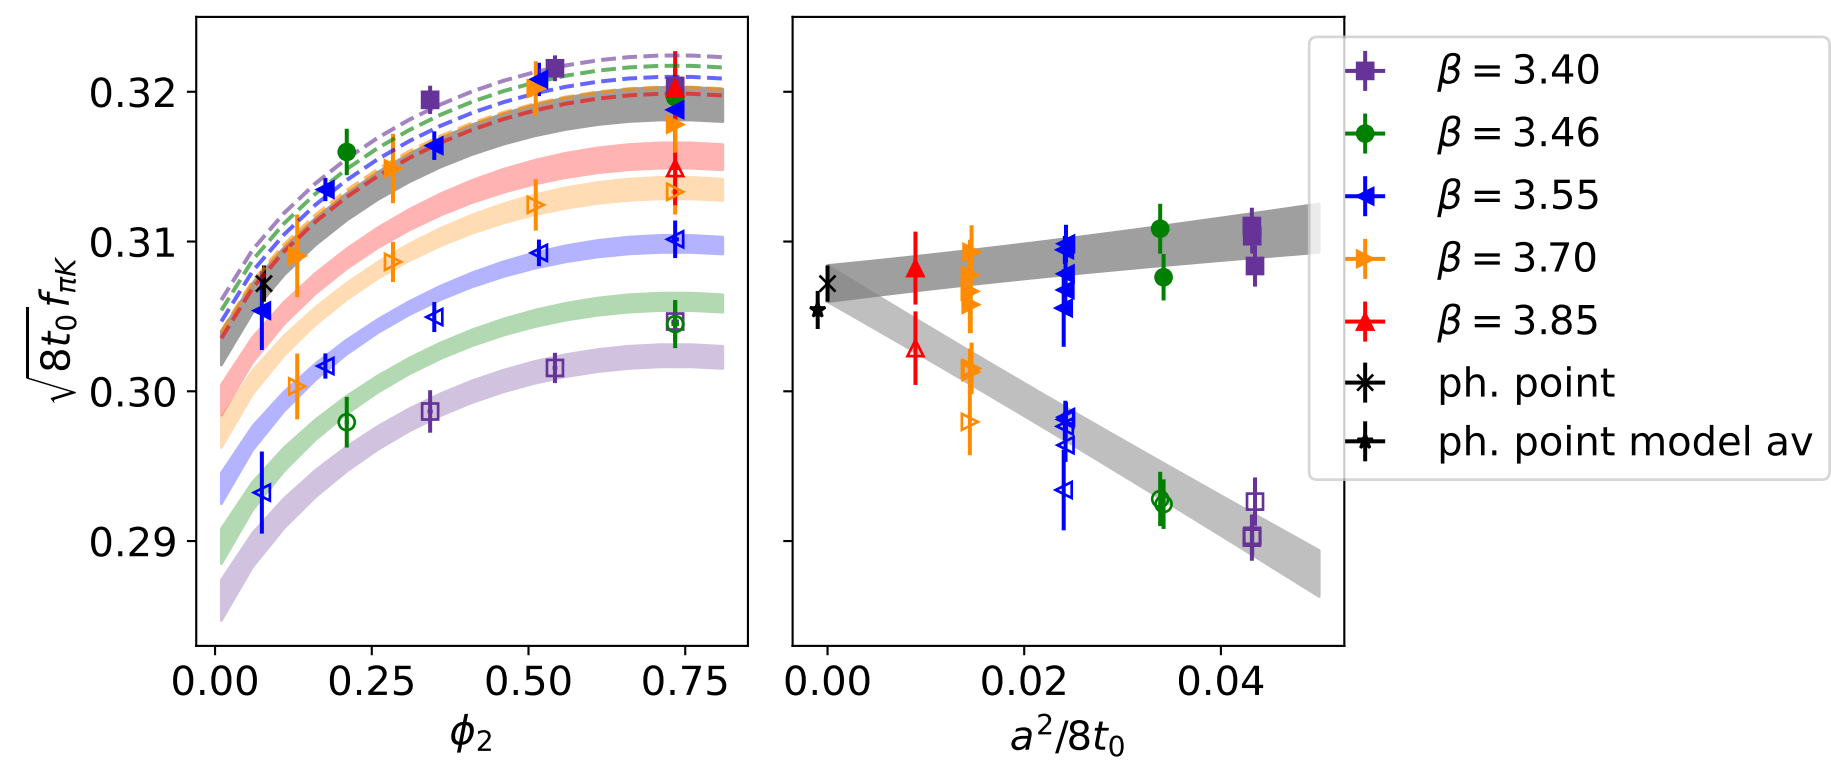 √8t₀ f_πK
0.32
0.31
0.30
0.29
0.00 0.25 0.50 0.75
ϕ₂
0.00 0.02 0.04
a²/8t₀
β = 3.40
β = 3.46
β = 3.55
β = 3.70
β = 3.85
ph. point
ph. point model av